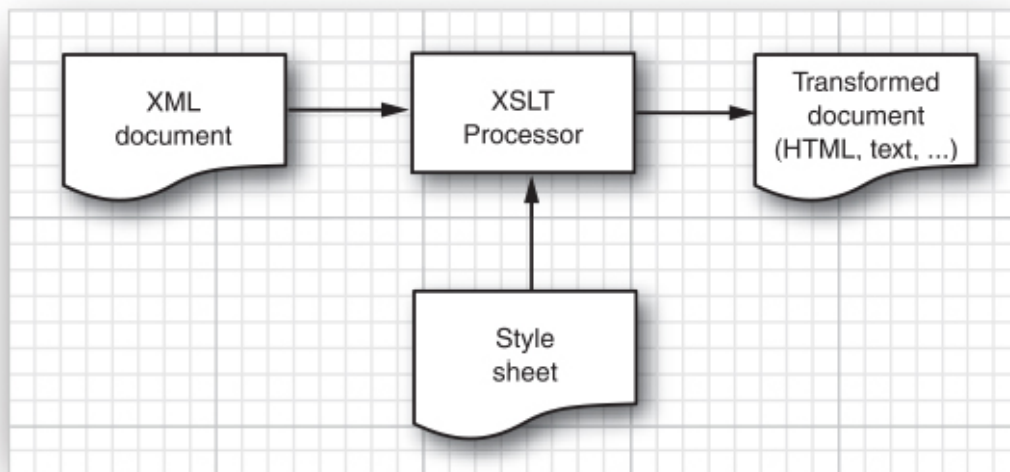 XML
document
XSLT
Processor
Transformed
document
(HTML, text, ...)
Style
sheet